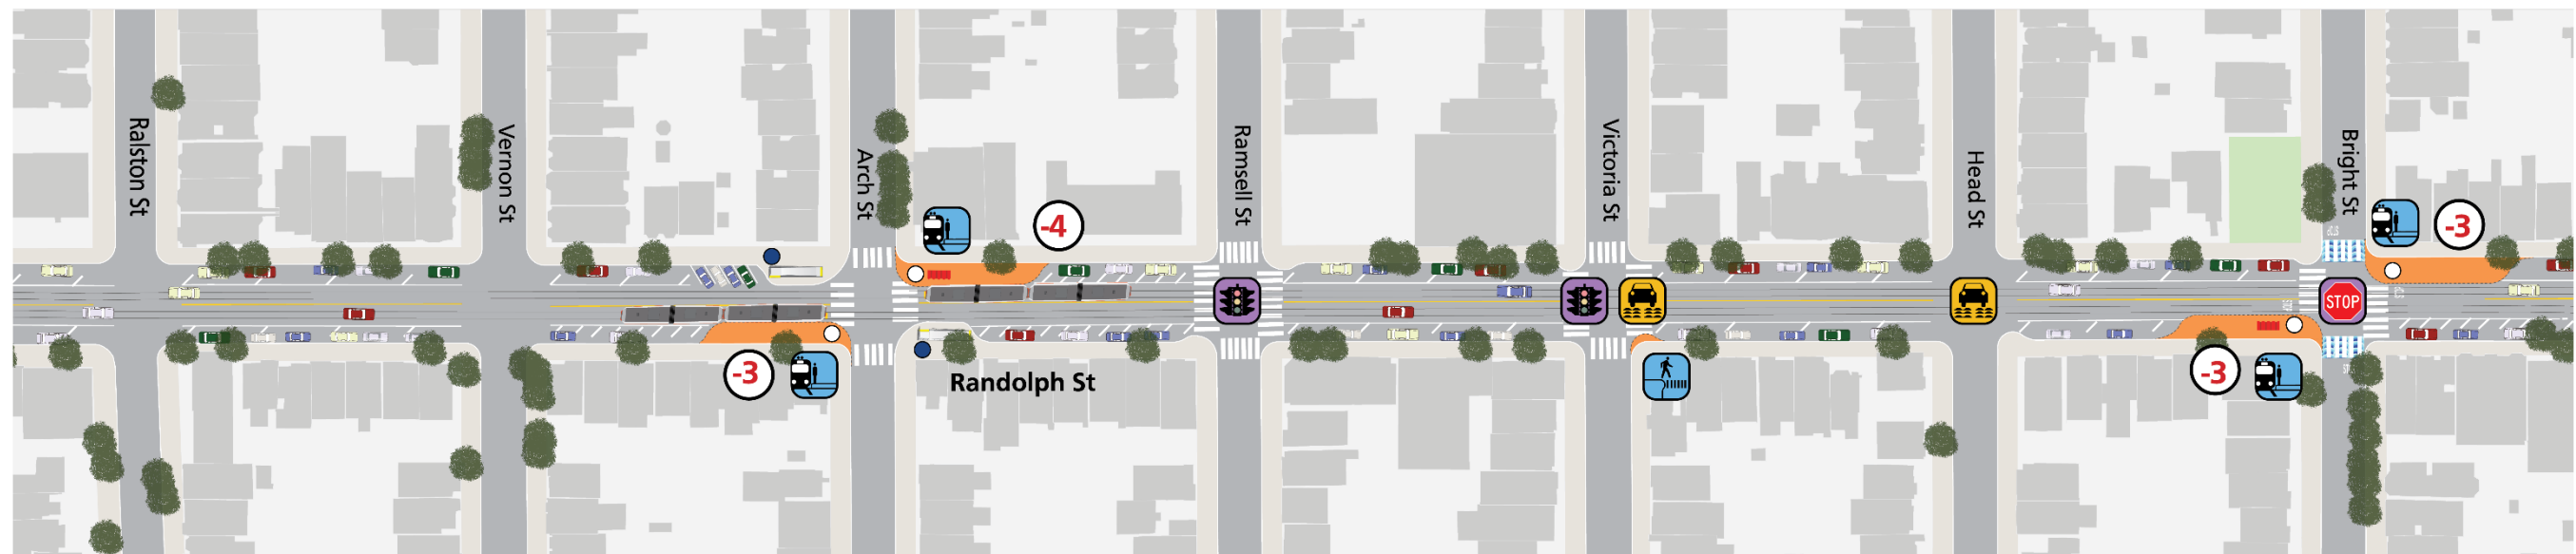 Ralston St
Vernon St
Arch St
Ramsell St
Victoria St
Head St
Bright St
-4
-3
STOP
Randolph St
-3
-3